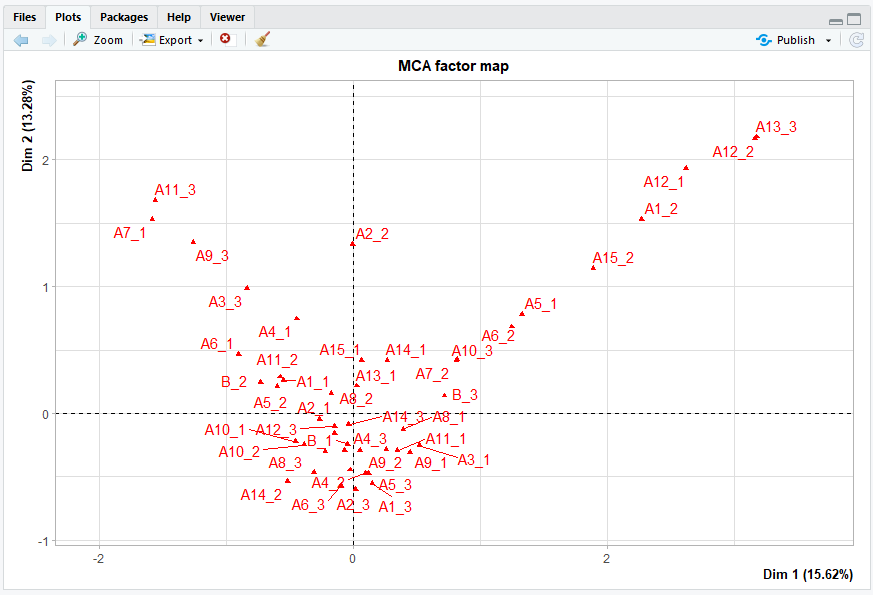 Files Plots Packages Help Viewer
Zoom Export Publish
MCA factor map
Dim 2 (13.28%)
A13_3
A12_2
2
A12_1
A11_3
A1_2
A7_1
A2_2
A9_3
A15_2
1
A3_3
A5_1
A4_1
A6_2
A6_1
A15_1 A14_1 A10_3
A11_2
A13_1 A7_2
B_2 A1_1
B_3
A5_2 A2_1 A8_2
0
A14_3 A8_1
A10_1 A12_3
B_1 A4_3 A11_1
A10_2
A8_3 A9_2 A9_1 A3_1
A4_2 A5_3
A14_2
A6_3 A2_3 A1_3
-1
-2 0 2
Dim 1 (15.62%)